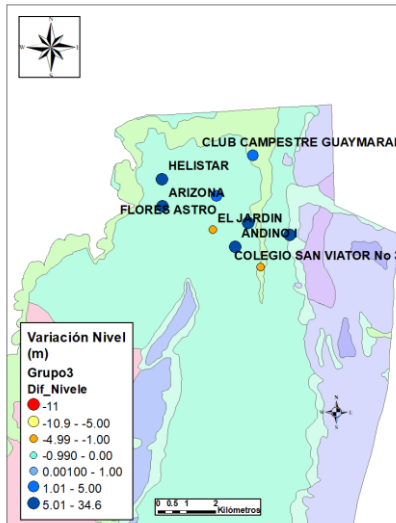 N
W E
S
CLUB CAMPESTRE GUAYMARAL
HELISTAR
ARIZONA
FLORES ASTRO
EL JARDIN
ANDINO I
COLEGIO SAN VIATOR No 3
Variación Nivel
(m)
Grupo3
Dif_Nivele
-11
-10.9 - -5.00
-4.99 - -1.00
-0.990 - 0.00
0.00100 - 1.00
1.01 - 5.00
5.01 - 34.6
N
W E
S
0 0.5 1 2
Kilómetros